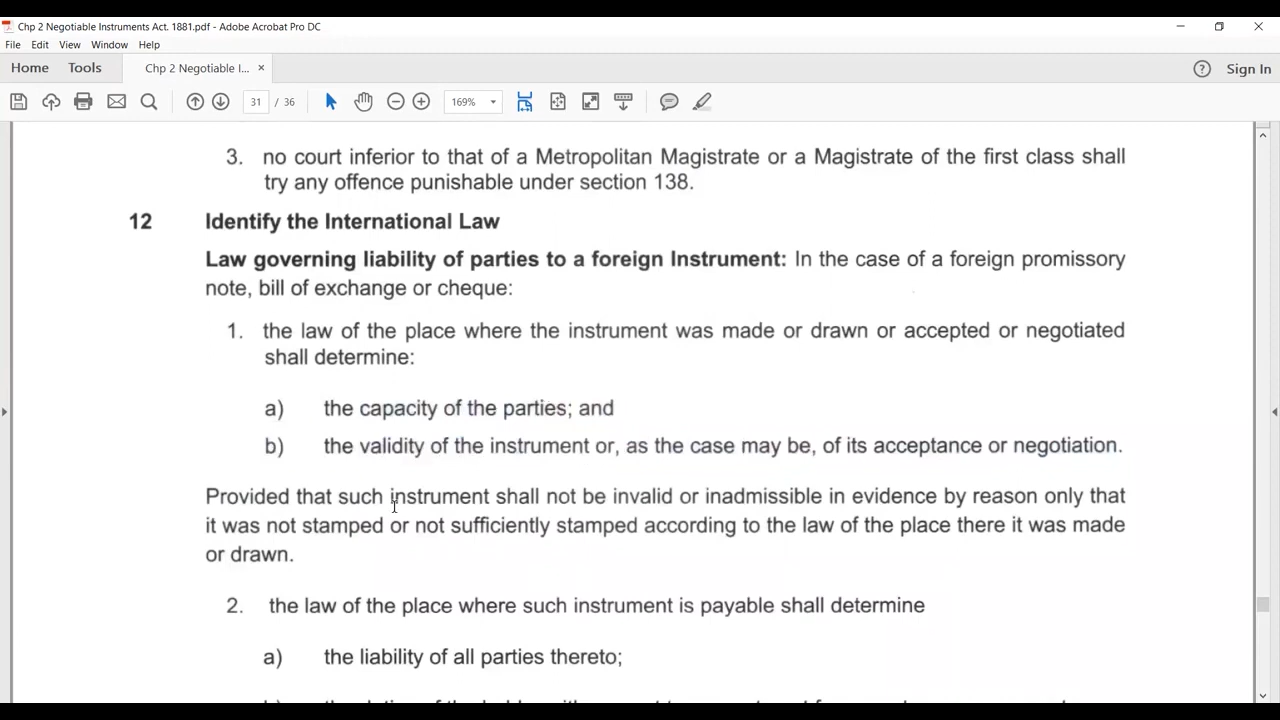 Chp 2 Negotiable Instruments Act. 1881.pdf - Adobe Acrobat Pro DC
File Edit View Window Help
Home Tools Chp 2 Negotiable I... × Sign In
31 / 36 169%
3. no court inferior to that of a Metropolitan Magistrate or a Magistrate of the first class shall
try any offence punishable under section 138.
12 Identify the International Law
Law governing liability of parties to a foreign Instrument: In the case of a foreign promissory
note, bill of exchange or cheque:
1. the law of the place where the instrument was made or drawn or accepted or negotiated
shall determine:
a) the capacity of the parties; and
b) the validity of the instrument or, as the case may be, of its acceptance or negotiation.
Provided that such instrument shall not be invalid or inadmissible in evidence by reason only that
it was not stamped or not sufficiently stamped according to the law of the place there it was made
or drawn.
2. the law of the place where such instrument is payable shall determine
a) the liability of all parties thereto;